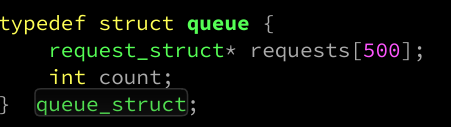 typedef struct queue {
    request_struct* requests[500];
    int count;
}  queue_struct;